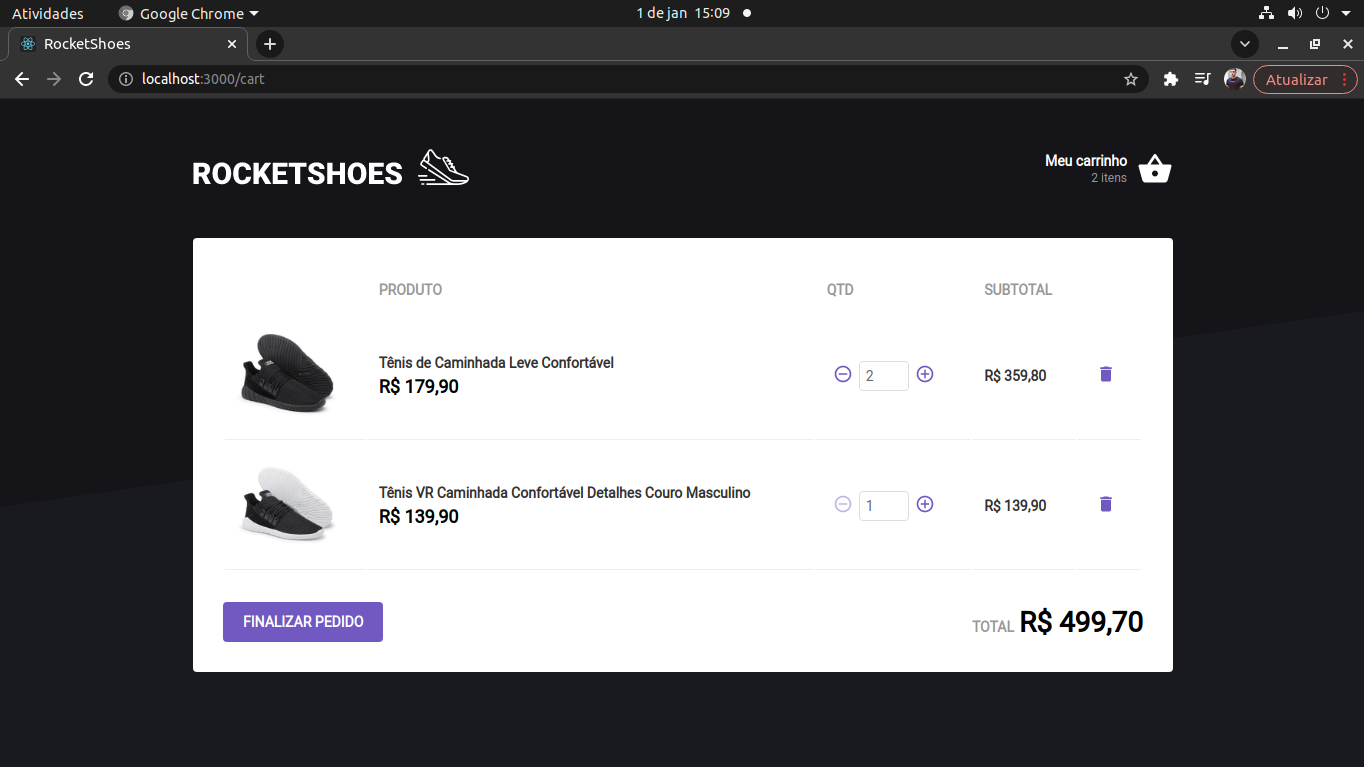 Atividades Google Chrome 1 de jan 15:09
RocketShoes
localhost:3000/cart Atualizar
ROCKETSHOES
Meu carrinho
2 itens
PRODUTO QTD SUBTOTAL
Tênis de Caminhada Leve Confortável
R$ 179,90
2 R$ 359,80
Tênis VR Caminhada Confortável Detalhes Couro Masculino
R$ 139,90
1 R$ 139,90
FINALIZAR PEDIDO TOTAL R$ 499,70